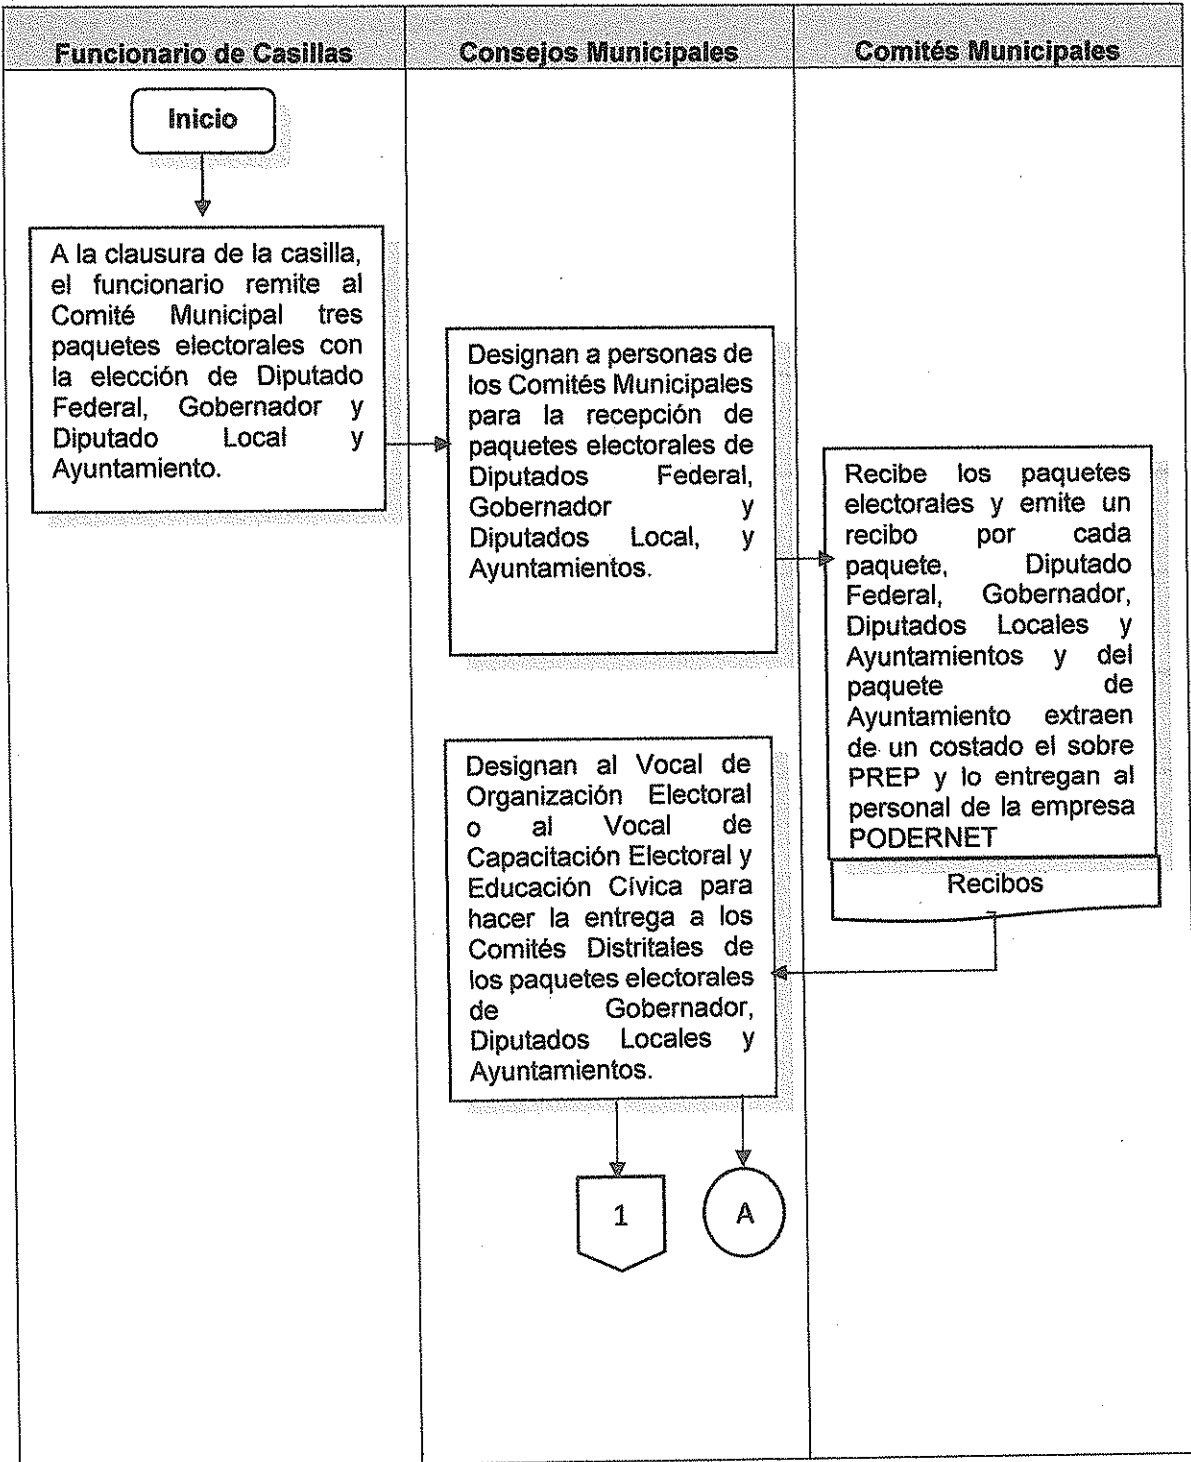 Funcionario de Casillas
Consejos Municipales
Comités Municipales
Inicio
A la clausura de la casilla,
el funcionario remite al
Comité Municipal tres
paquetes electorales con
la elección de Diputado
Federal, Gobernador y
Diputado Local y
Ayuntamiento.
Designan a personas de
los Comités Municipales
para la recepción de
paquetes electorales de
Diputados Federal,
Gobernador y
Diputados Local, y
Ayuntamientos.
Recibe los paquetes
electorales y emite un
recibo por cada
paquete, Diputado
Federal, Gobernador,
Diputados Locales y
Ayuntamientos y del
paquete de
Ayuntamiento extraen
de un costado el sobre
PREP y lo entregan al
personal de la empresa
PODERNET
Recibos
Designan al Vocal de
Organización Electoral
o al Vocal de
Capacitación Electoral y
Educación Cívica para
hacer la entrega a los
Comités Distritales de
los paquetes electorales
de Gobernador,
Diputados Locales y
Ayuntamientos.
1
A